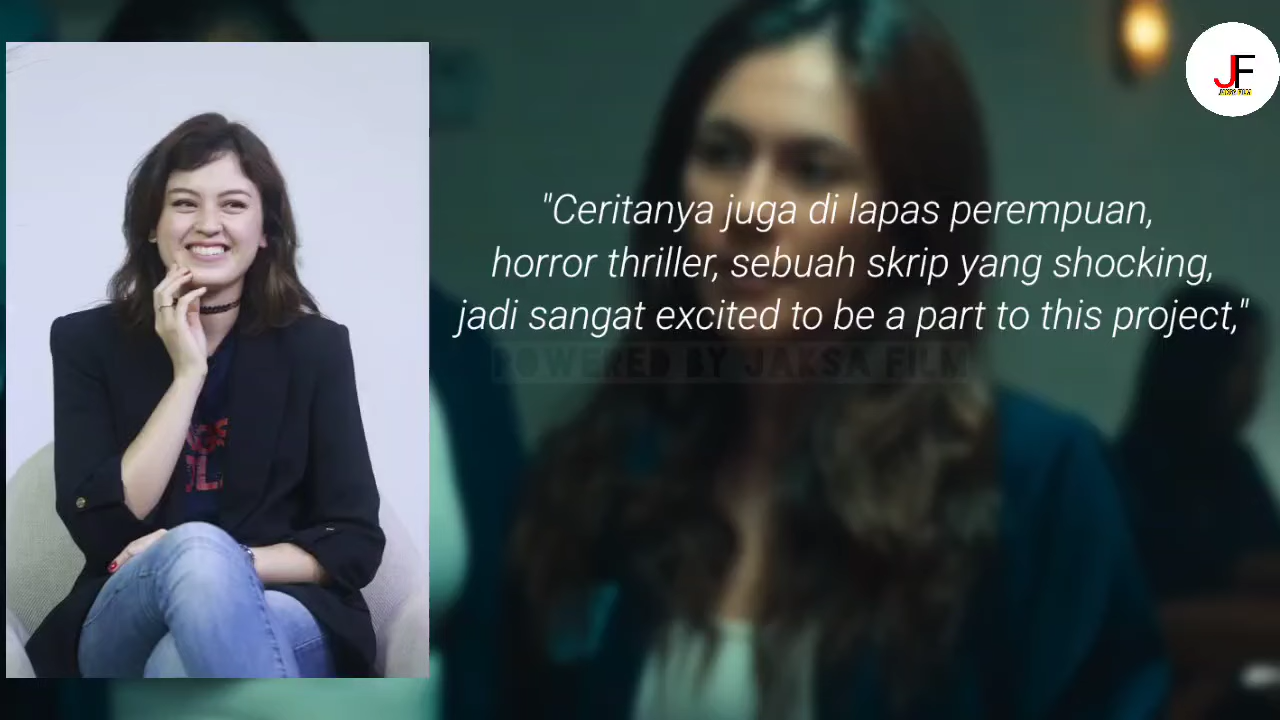 JF
"Ceritanya juga di lapas perempuan,
horror thriller, sebuah skrip yang shocking,
jadi sangat excited to be a part to this project,"
POWERED BY JAKSA FILM